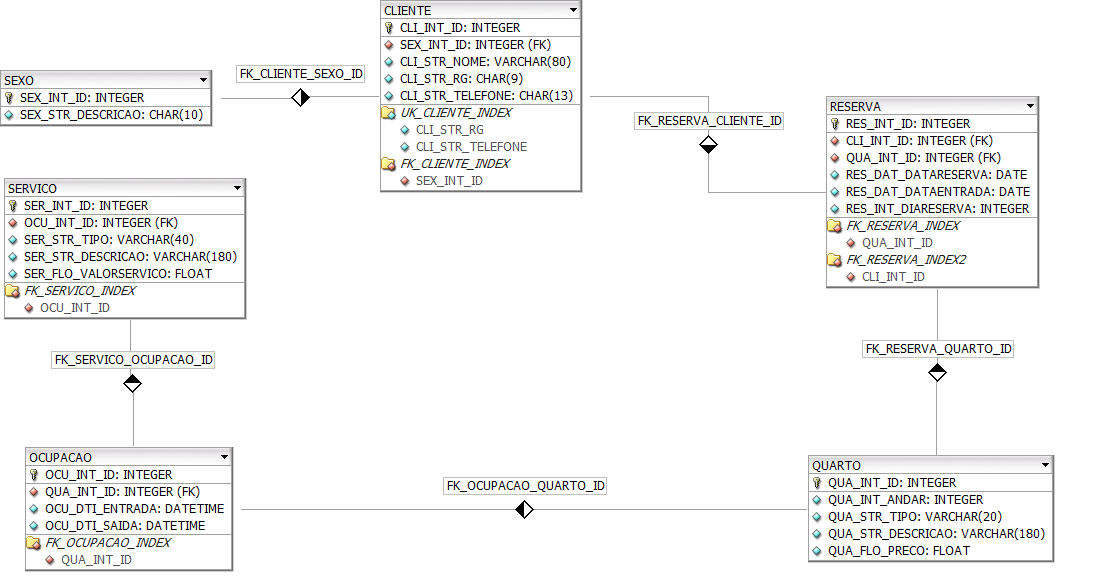 CLIENTE
CLI_INT_ID: INTEGER
SEX_INT_ID: INTEGER (FK)
CLI_STR_NOME: VARCHAR(80)
CLI_STR_RG: CHAR(9)
CLI_STR_TELEFONE: CHAR(13)
UK_CLIENTE_INDEX
CLI_STR_RG
CLI_STR_TELEFONE
FK_CLIENTE_INDEX
SEX_INT_ID
FK_CLIENTE_SEXO_ID
SEXO
SEX_INT_ID: INTEGER
SEX_STR_DESCRICAO: CHAR(10)
FK_RESERVA_CLIENTE_ID
RESERVA
RES_INT_ID: INTEGER
CLI_INT_ID: INTEGER (FK)
QUA_INT_ID: INTEGER (FK)
RES_DAT_DATARESERVA: DATE
RES_DAT_DATAENTRADA: DATE
RES_INT_DIARESERVA: INTEGER
FK_RESERVA_INDEX
QUA_INT_ID
FK_RESERVA_INDEX2
CLI_INT_ID
SERVICO
SER_INT_ID: INTEGER
OCU_INT_ID: INTEGER (FK)
SER_STR_TIPO: VARCHAR(40)
SER_STR_DESCRICAO: VARCHAR(180)
SER_FLO_VALORSERVICO: FLOAT
FK_SERVICO_INDEX
OCU_INT_ID
FK_SERVICO_OCUPACAO_ID
FK_RESERVA_QUARTO_ID
OCUPACAO
OCU_INT_ID: INTEGER
QUA_INT_ID: INTEGER (FK)
OCU_DTI_ENTRADA: DATETIME
OCU_DTI_SAIDA: DATETIME
FK_OCUPACAO_INDEX
QUA_INT_ID
FK_OCUPACAO_QUARTO_ID
QUARTO
QUA_INT_ID: INTEGER
QUA_INT_ANDAR: INTEGER
QUA_STR_TIPO: VARCHAR(20)
QUA_STR_DESCRICAO: VARCHAR(180)
QUA_FLO_PRECO: FLOAT